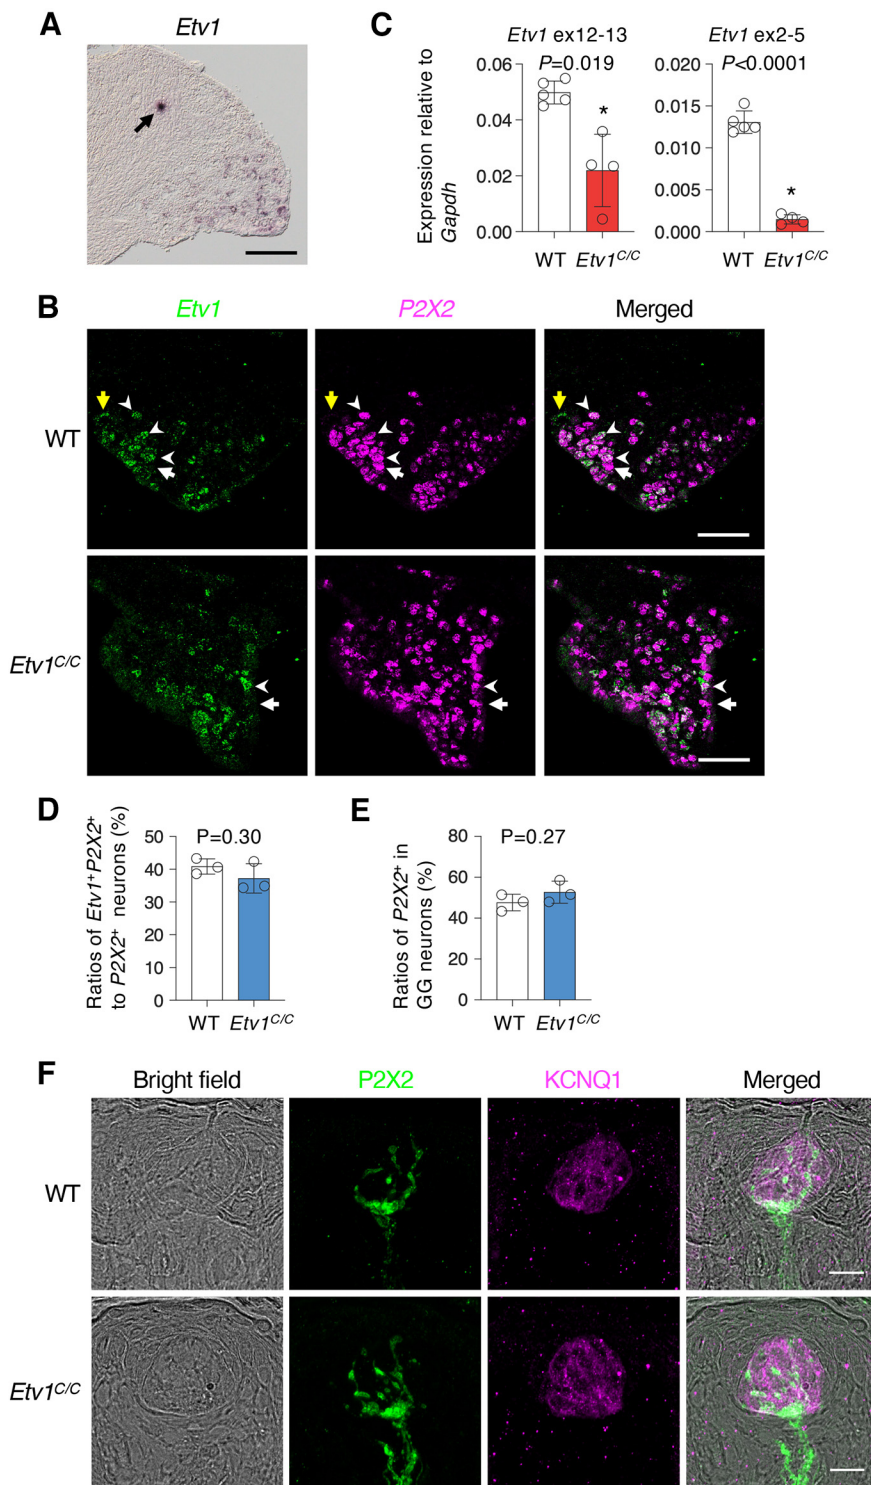 A
Etv1
C
Etv1 ex12-13
P=0.019
Etv1 ex2-5
P<0.0001
Expression relative to
Gapdh
0.06
0.04
0.02
0.00
*
WT
Etv1C/C
0.020
0.015
0.010
0.005
0.000
*
WT
Etv1C/C
B
Etv1
P2X2
Merged
WT
Etv1C/C
D
P=0.30
Ratios of Etv1+P2X2+
to P2X2+ neurons (%)
50
40
30
20
10
0
WT
Etv1C/C
E
P=0.27
Ratios of P2X2+ in
GG neurons (%)
80
60
40
20
0
WT
Etv1C/C
F
Bright field
P2X2
KCNQ1
Merged
WT
Etv1C/C